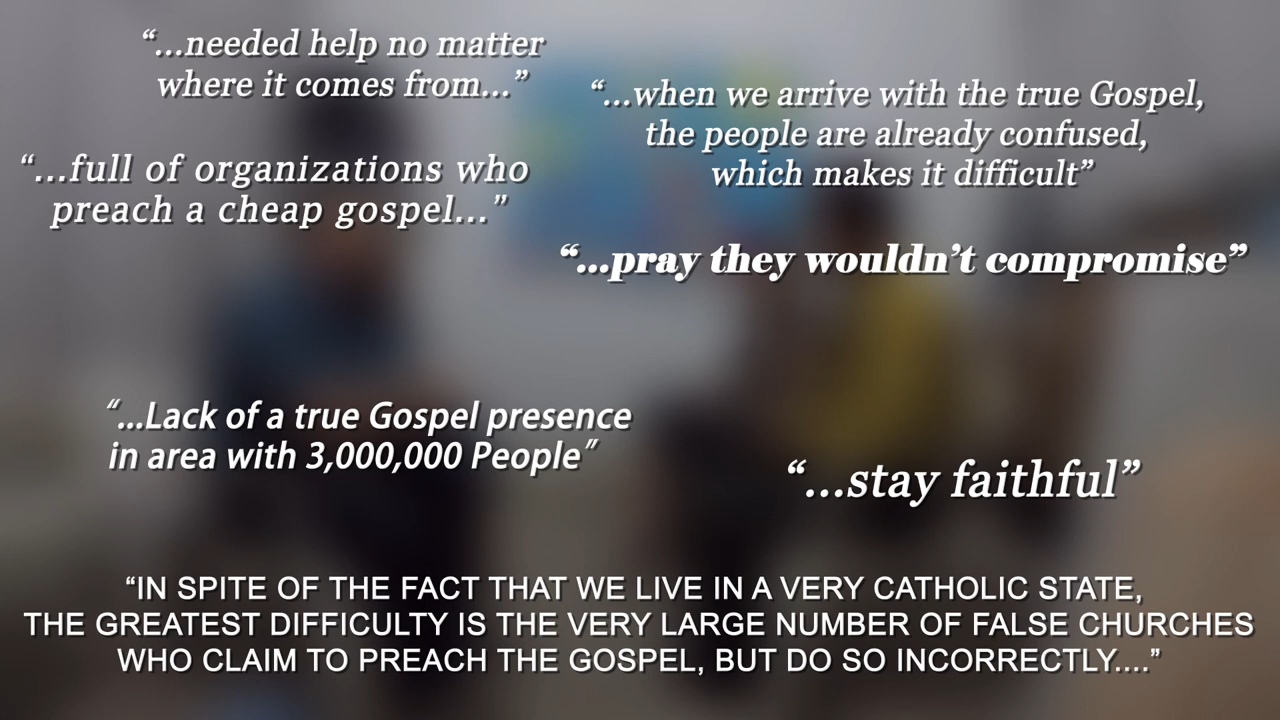 “...needed help no matter
where it comes from...”
“...when we arrive with the true Gospel,
the people are already confused,
which makes it difficult”
“...full of organizations who
preach a cheap gospel...”
“...pray they wouldn’t compromise”
“...Lack of a true Gospel presence
in area with 3,000,000 People”
“...stay faithful”
“IN SPITE OF THE FACT THAT WE LIVE IN A VERY CATHOLIC STATE,
THE GREATEST DIFFICULTY IS THE VERY LARGE NUMBER OF FALSE CHURCHES
WHO CLAIM TO PREACH THE GOSPEL, BUT DO SO INCORRECTLY....”